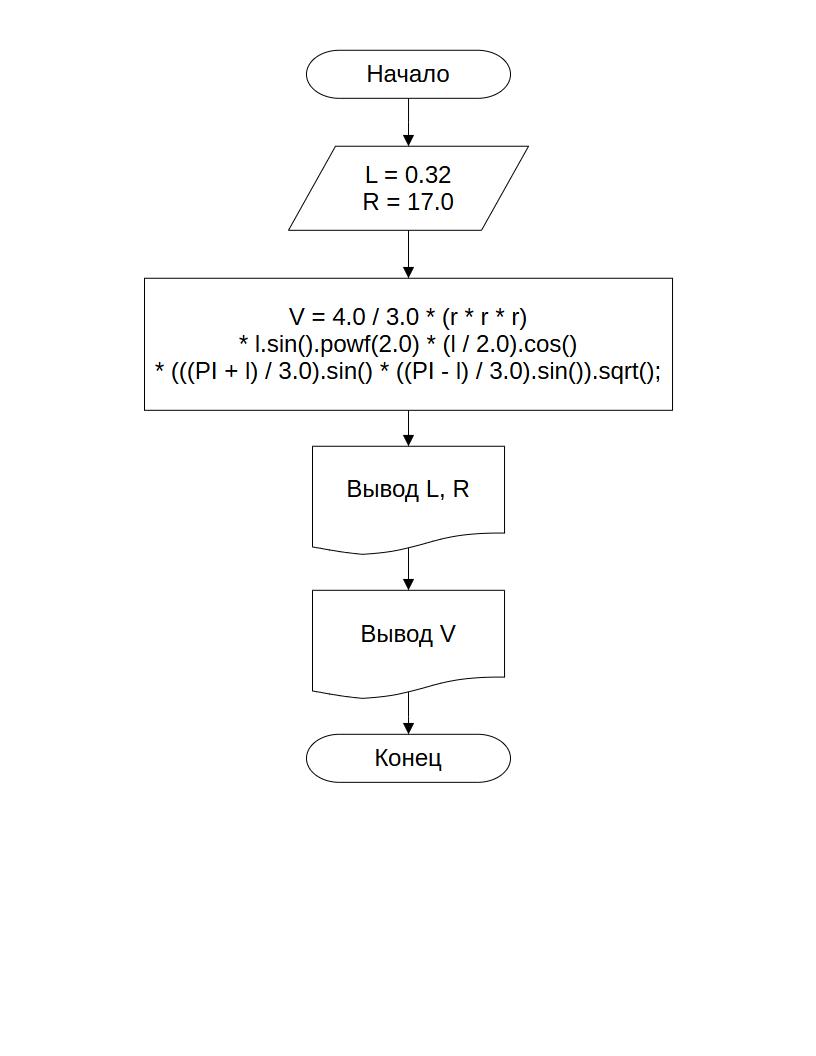 Начало
L = 0.32
R = 17.0
V = 4.0 / 3.0 * (r * r * r)
* l.sin().powf(2.0) * (l / 2.0).cos()
* (((PI + l) / 3.0).sin() * ((PI - l) / 3.0).sin()).sqrt();
Вывод L, R
Вывод V
Конец